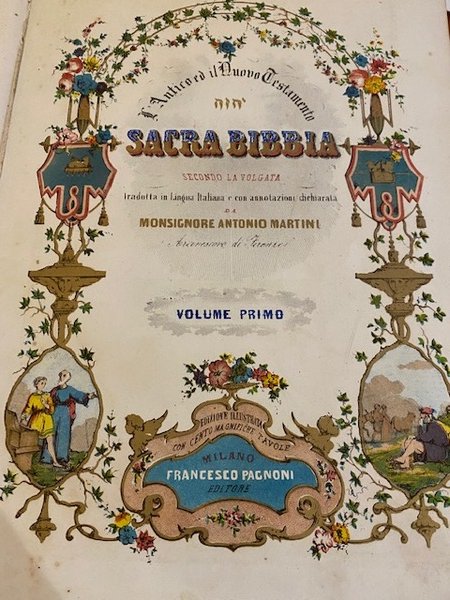 L'Antico ed il Nuovo Testamento
יהוה
SACRA BIBBIA
SECONDO LA VOLGATA
tradotta in lingua Italiana e con annotazioni dichiarata
DA
MONSIGNORE ANTONIO MARTINI
Arcivescovo di Firenze
VOLUME PRIMO
EDIZIONE ILLUSTRATA
CON CENTO MAGNIFICHE TAVOLE
MILANO
FRANCESCO PAGNONI
EDITORE